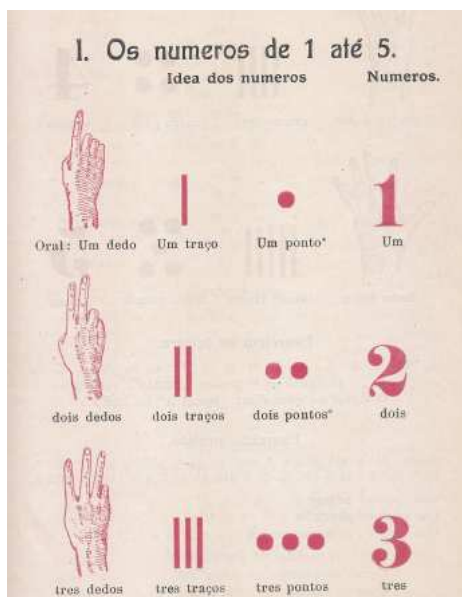 I. Os numeros de 1 até 5.
Idea dos numeros Numeros.
1
Oral: Um dedo Um traço Um ponto* Um
2
dois dedos dois traços dois pontos* dois
3
tres dedos tres traços tres pontos tres